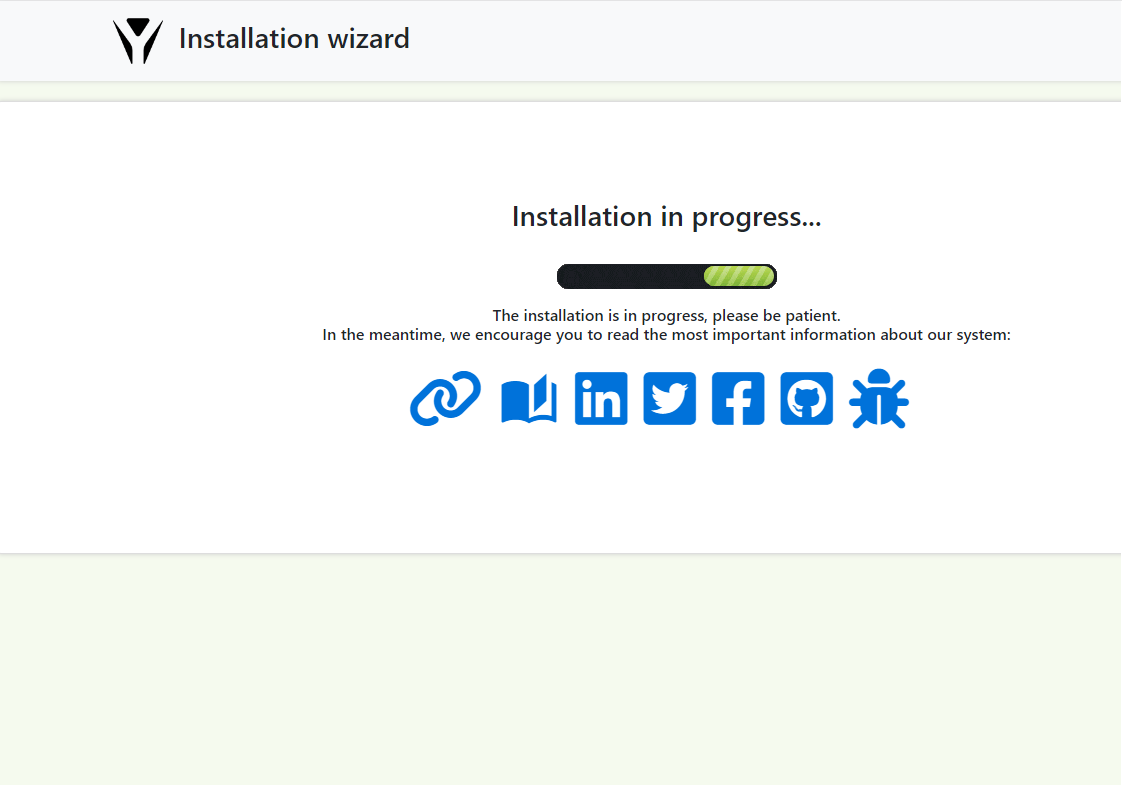 Installation wizard
Installation in progress...
The installation is in progress, please be patient.
In the meantime, we encourage you to read the most important information about our system:
in